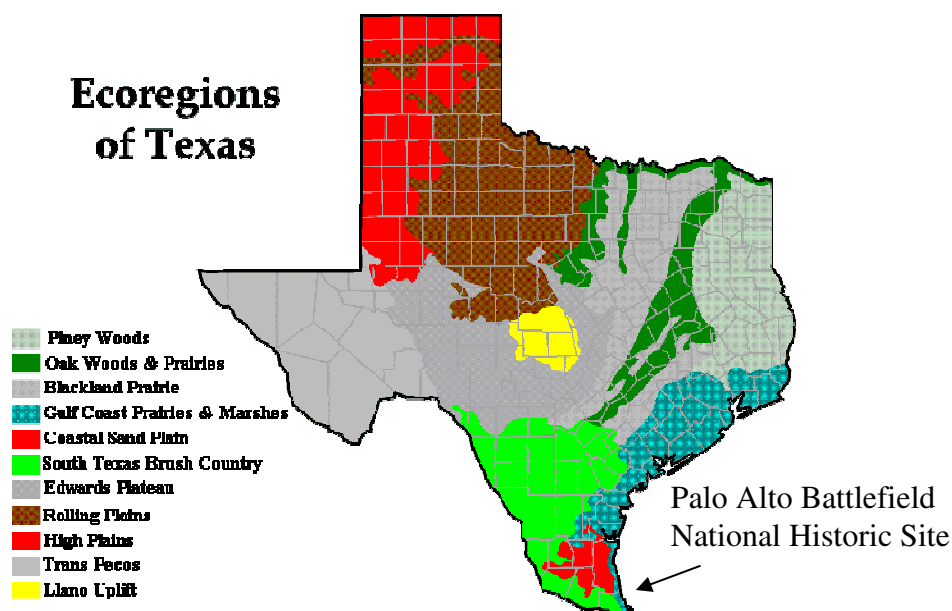 Ecoregions
of Texas
Piney Woods
Oak Woods & Prairies
Blackland Prairie
Gulf Coast Prairies & Marshes
Coastal Sand Plain
South Texas Brush Country
Edwards Plateau
Rolling Plains
High Plains
Trans Pecos
Llano Uplift
Palo Alto Battlefield
National Historic Site